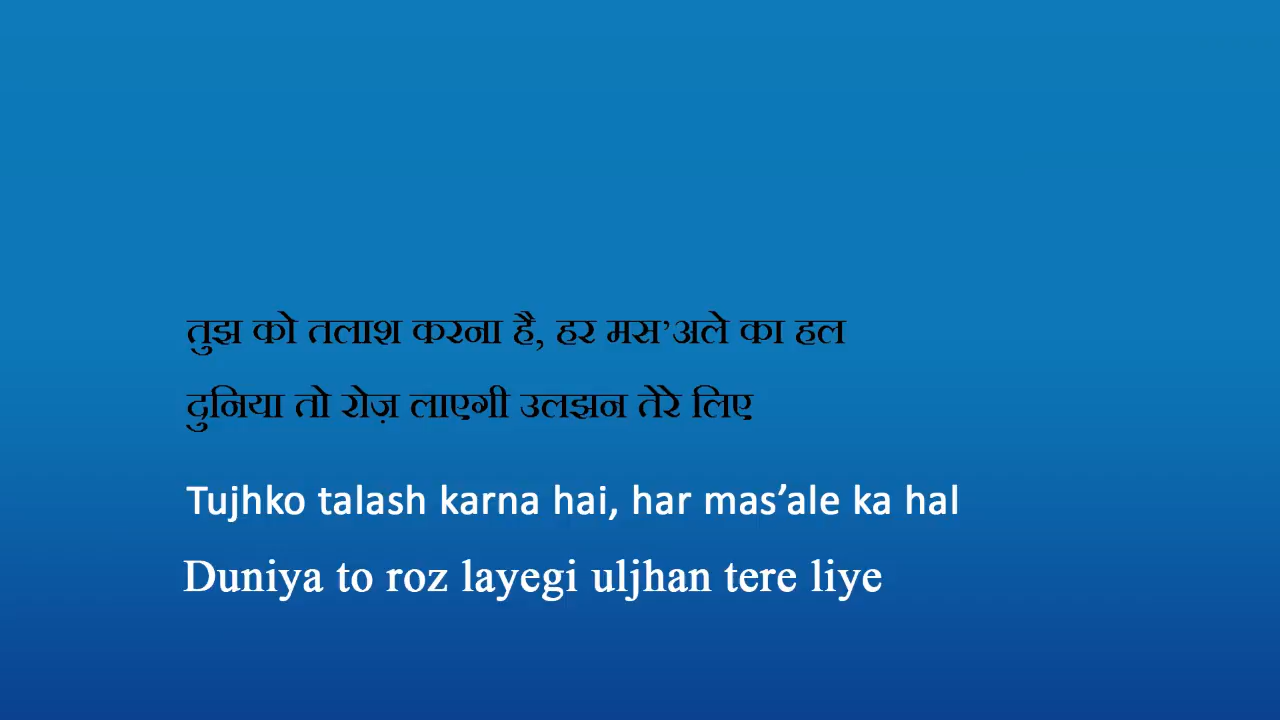 तुझ को तलाश करना है, हर मस’अले का हल
दुनिया तो रोज़ लाएगी उलझन तेरे लिए
Tujhko talash karna hai, har mas’ale ka hal
Duniya to roz layegi uljhan tere liye